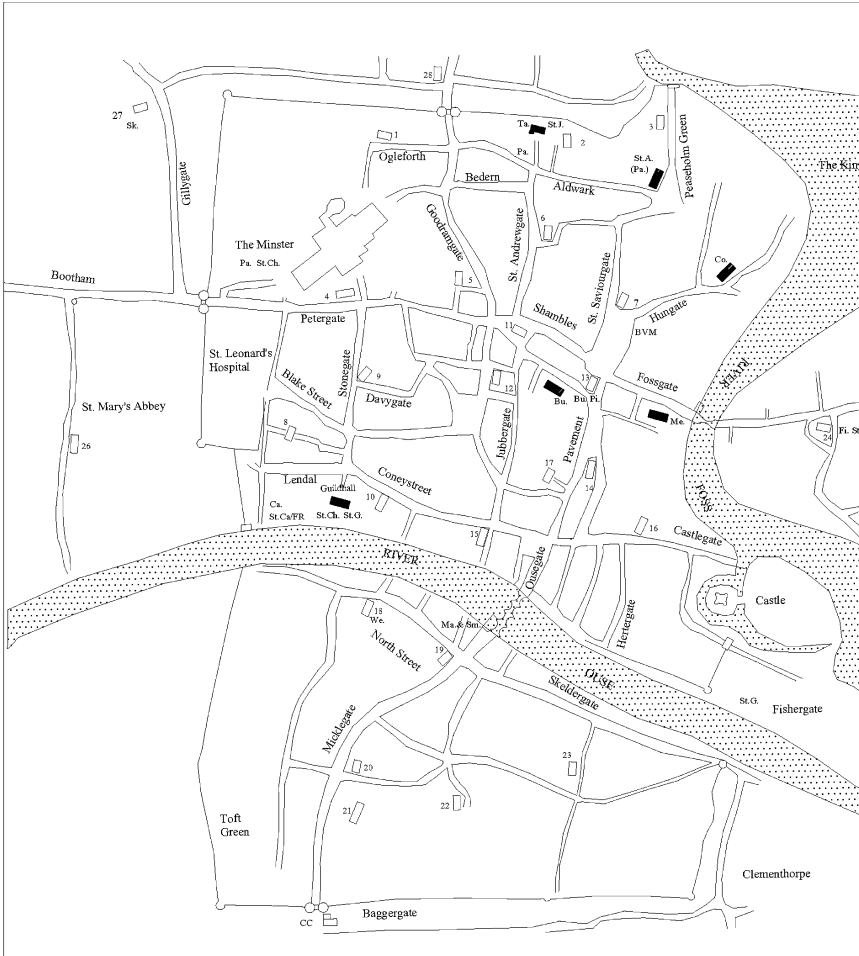 28
27
Sk.
Gillygate
1
Ogleforth
Ta.
St.J.
Pa.
2
3
St.A.
(Pa.)
Peaseholm Green
The Kin
Bedern
Aldwark
Goodramgate
St. Andrewgate
6
St. Saviourgate
The Minster
Pa. St.Ch.
Bootham
4
5
Co.
7
Hungate
BVM
Petergate
11
Shambles
St. Leonard's
Hospital
Blake Street
Stonegate
9
Davygate
12
13
Bu.
Bu. Pi.
Fossgate
Me.
RIVER
St. Mary's Abbey
26
8
Jubbergate
Pavement
24
Fi. St
Lendal
Coneystreet
17
14
Guildhall
Ca.
St.Ca/FR
St.Ch. St.G.
10
15
16
Castlegate
FOSS
RIVER
Ousegate
Castle
18
We.
Ma.& Sm.
North Street
19
Hertergate
OUSE
Skeldergate
St.G.
Fishergate
Micklegate
20
23
21
22
Toft
Green
Clementhorpe
CC
Baggergate